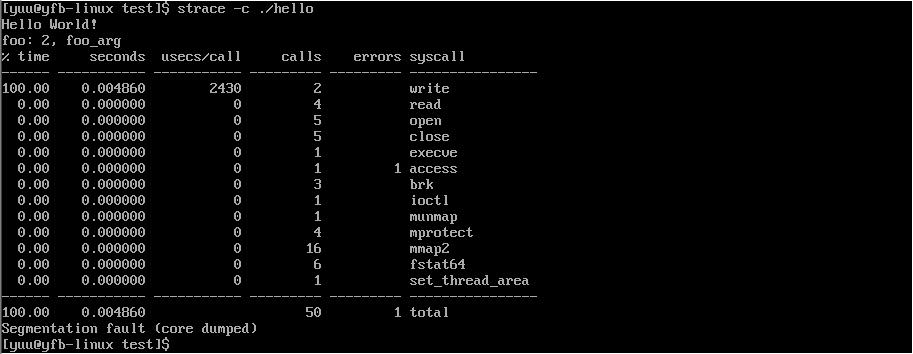 [yuu@yfb-linux test]$ strace -c ./hello
Hello World!
foo: 2, foo_arg
% time     seconds  usecs/call     calls    errors syscall
------ ----------- ----------- --------- --------- ----------------
100.00    0.004860        2430         2           write
  0.00    0.000000           0         4           read
  0.00    0.000000           0         5           open
  0.00    0.000000           0         5           close
  0.00    0.000000           0         1           execve
  0.00    0.000000           0         1         1 access
  0.00    0.000000           0         3           brk
  0.00    0.000000           0         1           ioctl
  0.00    0.000000           0         1           munmap
  0.00    0.000000           0         4           mprotect
  0.00    0.000000           0        16           mmap2
  0.00    0.000000           0         6           fstat64
  0.00    0.000000           0         1           set_thread_area
------ ----------- ----------- --------- --------- ----------------
100.00    0.004860                    50         1 total
Segmentation fault (core dumped)
[yuu@yfb-linux test]$